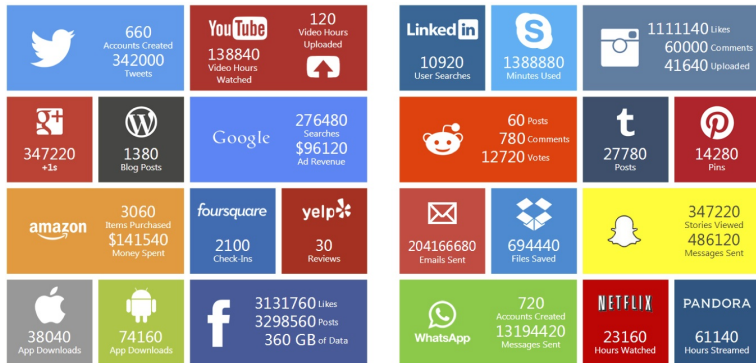 660
Accounts Created
342000
Tweets
You Tube
138840
Video Hours
Watched
120
Video Hours
Uploaded
Linked in
10920
User Searches
S
1388880
Minutes Used
1111140 Likes
60000 Comments
41640 Uploaded
g+
347220
+1s
W
1380
Blog Posts
Google
276480
Searches
$96120
Ad Revenue
60 Posts
780 Comments
12720 Votes
t
27780
Posts
P
14280
Pins
amazon
3060
Items Purchased
$141540
Money Spent
foursquare
2100
Check-Ins
yelp
30
Reviews
204166680
Emails Sent
694440
Files Saved
347220
Stories Viewed
486120
Messages Sent
38040
App Downloads
74160
App Downloads
f
3131760 Likes
3298560 Posts
360 GB of Data
WhatsApp
720
Accounts Created
13194420
Messages Sent
NETFLIX
23160
Hours Watched
PANDORA
61140
Hours Streamed